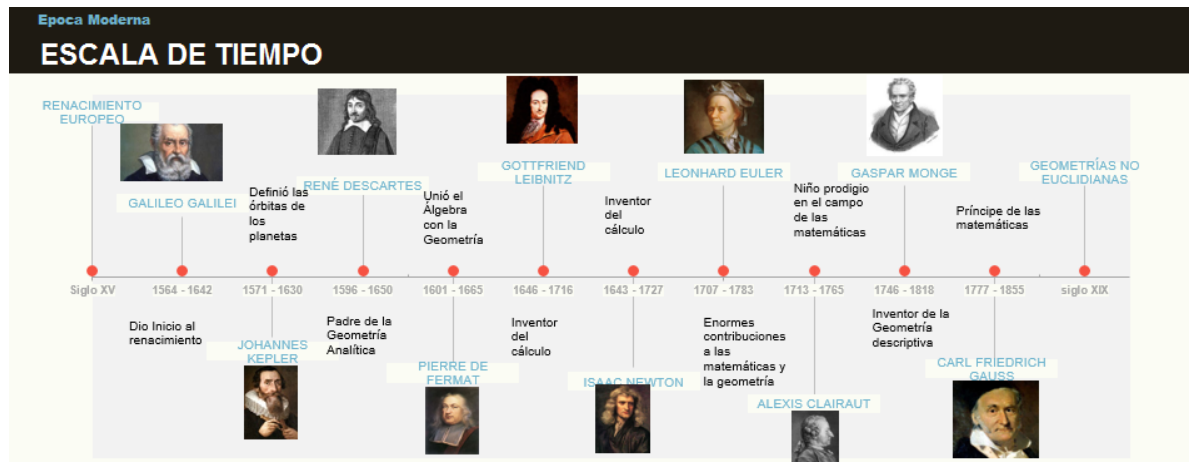 Epoca Moderna
ESCALA DE TIEMPO
RENACIMIENTO
EUROPEO
Siglo XV
GALILEO GALILEI
1564 - 1642
Dio Inicio al
renacimiento
Definió las
órbitas de
los
planetas
1571 - 1630
JOHANNES
KEPLER
RENÉ DESCARTES
1596 - 1650
Padre de la
Geometría
Analítica
Unió el
Álgebra
con la
Geometría
1601 - 1665
PIERRE DE
FERMAT
GOTTFRIEND
LEIBNITZ
1646 - 1716
Inventor
del
cálculo
Inventor
del
cálculo
1643 - 1727
ISAAC NEWTON
LEONHARD EULER
1707 - 1783
Enormes
contribuciones
a las
matemáticas y
la geometría
Niño prodigio
en el campo
de las
matemáticas
1713 - 1765
ALEXIS CLAIRAUT
GASPAR MONGE
1746 - 1818
Inventor de la
Geometría
descriptiva
Príncipe de las
matemáticas
1777 - 1855
CARL FRIEDRICH
GAUSS
GEOMETRÍAS NO
EUCLIDIANAS
siglo XIX